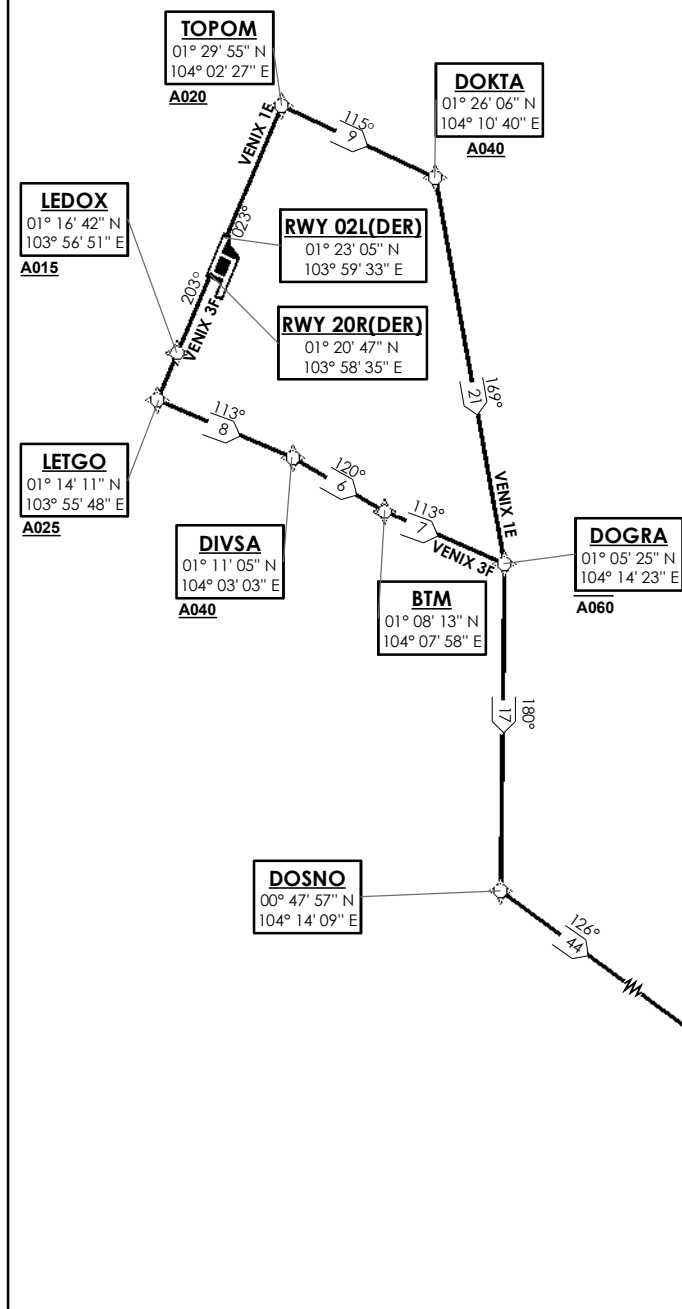 TOPOM
01° 29' 55" N
104° 02' 27" E
A020
DOKTA
01° 26' 06" N
104° 10' 40" E
A040
115°
9
VENIX 1E
023°
LEDOX
01° 16' 42" N
103° 56' 51" E
A015
RWY 02L(DER)
01° 23' 05" N
103° 59' 33" E
203°
VENIX 3F
RWY 20R(DER)
01° 20' 47" N
103° 58' 35" E
169°
21
VENIX 1E
LETGO
01° 14' 11" N
103° 55' 48" E
A025
113°
8
120°
6
113°
7
VENIX 3F
DIVSA
01° 11' 05" N
104° 03' 03" E
A040
BTM
01° 08' 13" N
104° 07' 58" E
DOGRA
01° 05' 25" N
104° 14' 23" E
A060
180°
17
DOSNO
00° 47' 57" N
104° 14' 09" E
126°
44